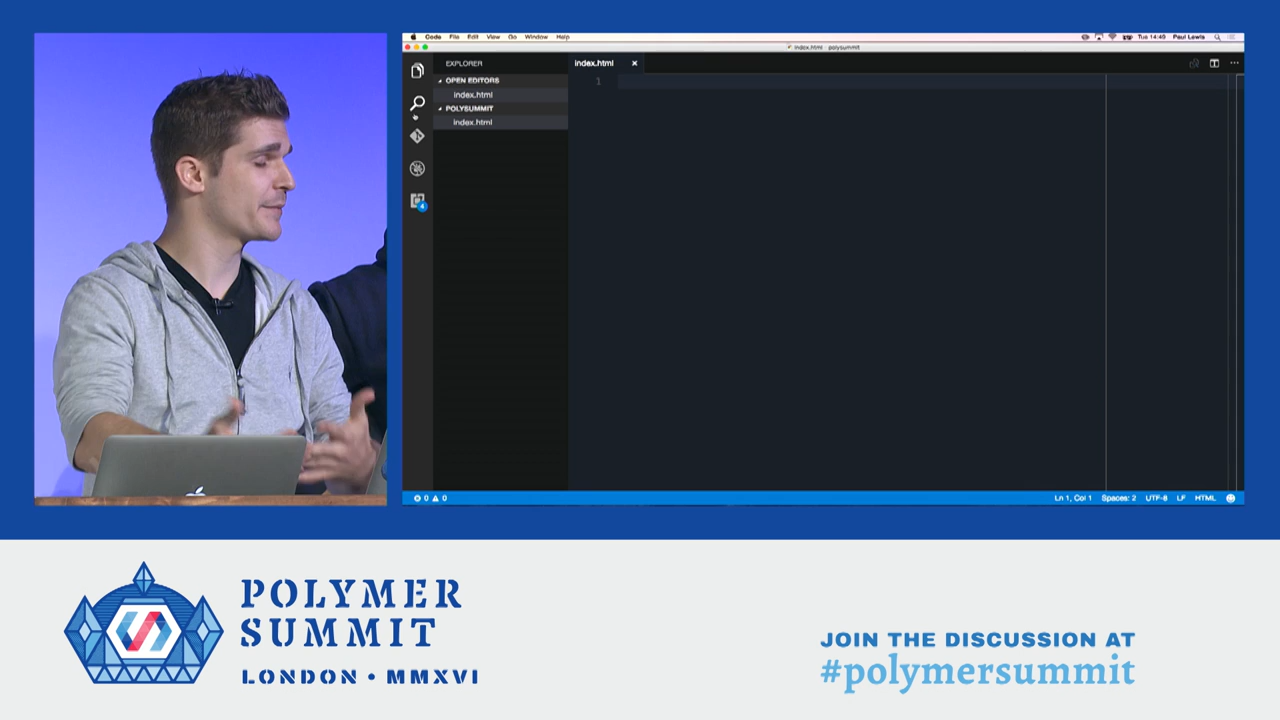 Code File Edit View Go Window Help
Tue 14:40 Paul Lewis
index.html - polysummit
EXPLORER
OPEN EDITORS
index.html
POLYSUMMIT
index.html
4
index.html
1
0 0
Ln 1, Col 1 Spaces: 2 UTF-8 LF HTML
POLYMER
SUMMIT
LONDON • MMXVI
JOIN THE DISCUSSION AT
#polymersummit